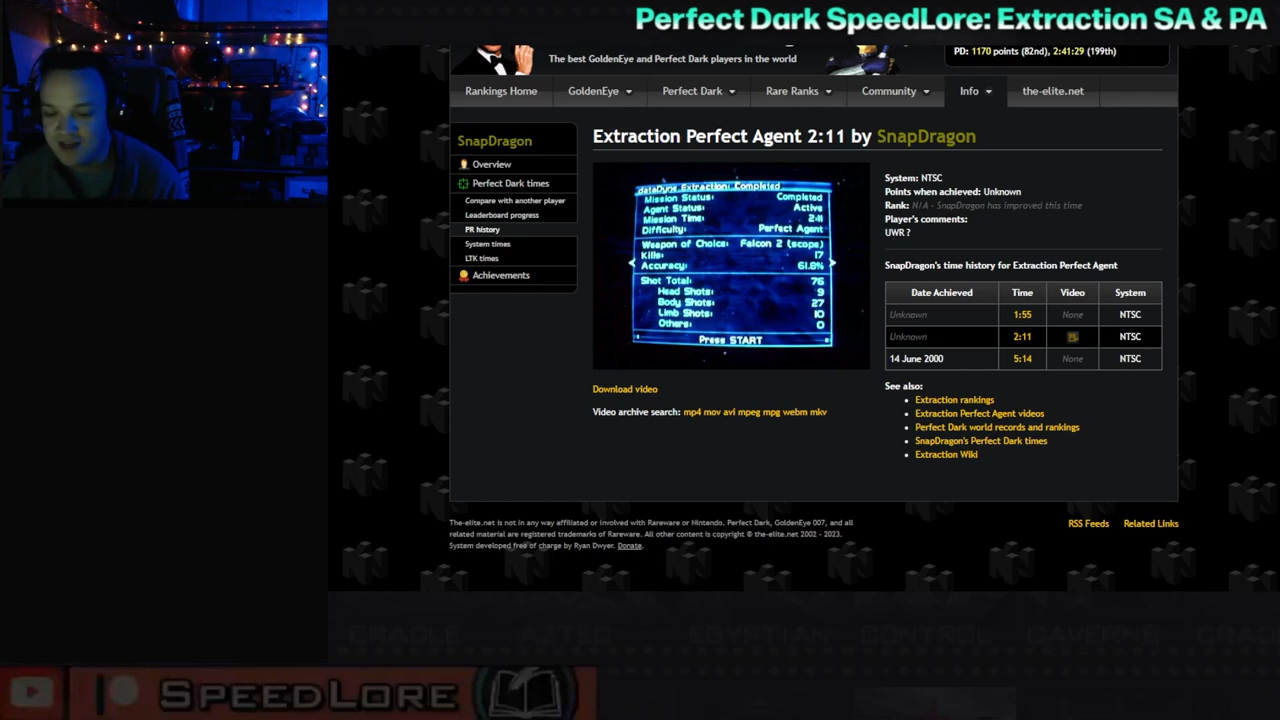 Perfect Dark SpeedLore: Extraction SA & PA
The best GoldenEye and Perfect Dark players in the world
PD: 1170 points (82nd), 2:41:29 (199th)
Rankings Home GoldenEye Perfect Dark Rare Ranks Community Info the-elite.net
SnapDragon
Overview
Perfect Dark times
Compare with another player
Leaderboard progress
PR history
System times
LTK times
Achievements
Extraction Perfect Agent 2:11 by SnapDragon
dataDyne Extraction: Completed
Mission Status: Completed
Agent Status: Active
Mission Time: 2:11
Difficulty: Perfect Agent
Weapon of Choice: Falcon 2 (scope)
Kills: 17
Accuracy: 61.8%
Shot Total: 76
Head Shots: 9
Body Shots: 27
Limb Shots: 10
Others: 0
Press START
Download video
Video archive search: mp4 mov avi mpeg mpg webm mkv
System: NTSC
Points when achieved: Unknown
Rank: N/A - SnapDragon has improved this time
Player's comments:
UWR ?
SnapDragon's time history for Extraction Perfect Agent
Date Achieved Time Video System
Unknown 1:55 None NTSC
Unknown 2:11 NTSC
14 June 2000 5:14 None NTSC
See also:
Extraction rankings
Extraction Perfect Agent videos
Perfect Dark world records and rankings
SnapDragon's Perfect Dark times
Extraction Wiki
The-elite.net is not in any way affiliated or involved with Rareware or Nintendo. Perfect Dark, GoldenEye 007, and all
related material are registered trademarks of Rareware. All other content is copyright © the-elite.net 2002 - 2023.
System developed free of charge by Ryan Dwyer. Donate.
RSS Feeds Related Links
CRADLE AZTEC EGYPTIAN CONTROL CAVERNS CRAD
SPEEDLORE